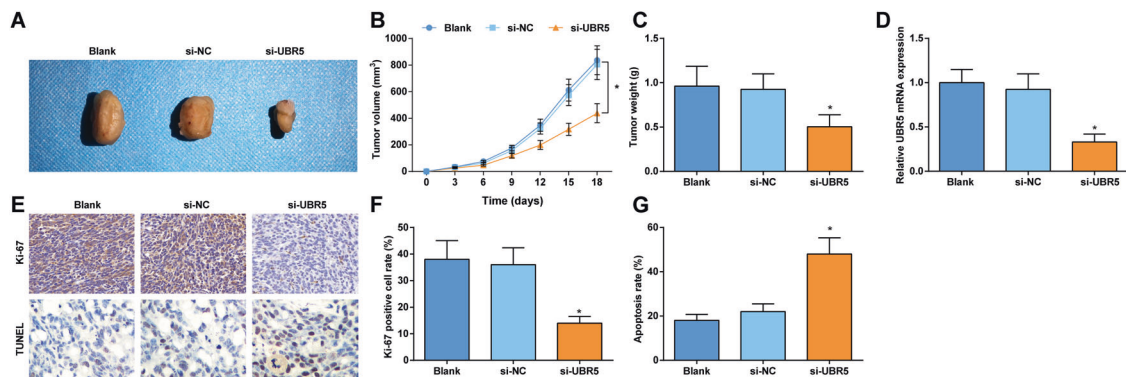 A
Blank
si-NC
si-UBR5
B
Blank
si-NC
si-UBR5
Tumor volume (mm³)
1000
800
600
400
200
0
*
0 3 6 9 12 15 18
Time (days)
C
Tumor weight (g)
1.5
1.0
0.5
0.0
*
Blank si-NC si-UBR5
D
Relative UBR5 mRNA expression
1.5
1.0
0.5
0.0
*
Blank si-NC si-UBR5
E
Blank
si-NC
si-UBR5
Ki-67
TUNEL
F
Ki-67 positive cell rate (%)
50
40
30
20
10
0
*
Blank si-NC si-UBR5
G
Apoptosis rate (%)
60
40
20
0
*
Blank si-NC si-UBR5